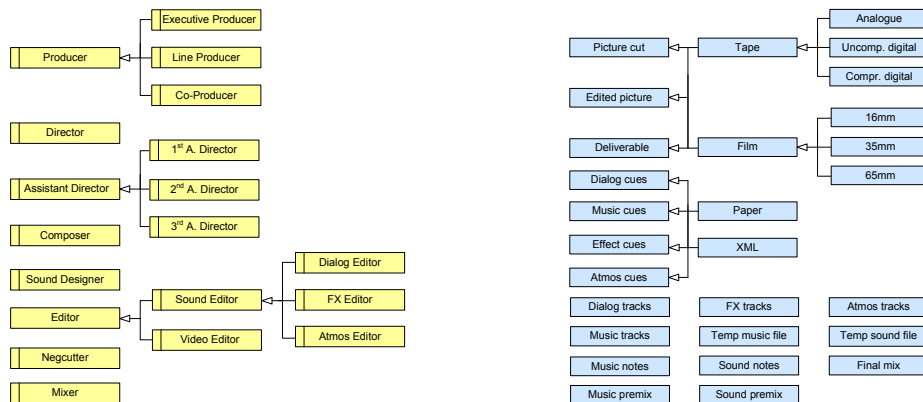 Executive Producer
Producer
Line Producer
Co-Producer
Director
1st A. Director
Assistant Director
2nd A. Director
3rd A. Director
Composer
Sound Designer
Dialog Editor
Editor
Sound Editor
FX Editor
Video Editor
Atmos Editor
Negcutter
Mixer
Analogue
Picture cut
Tape
Uncomp. digital
Compr. digital
Edited picture
16mm
Deliverable
Film
35mm
65mm
Dialog cues
Music cues
Paper
Effect cues
XML
Atmos cues
Dialog tracks
FX tracks
Atmos tracks
Music tracks
Temp music file
Temp sound file
Music notes
Sound notes
Final mix
Music premix
Sound premix